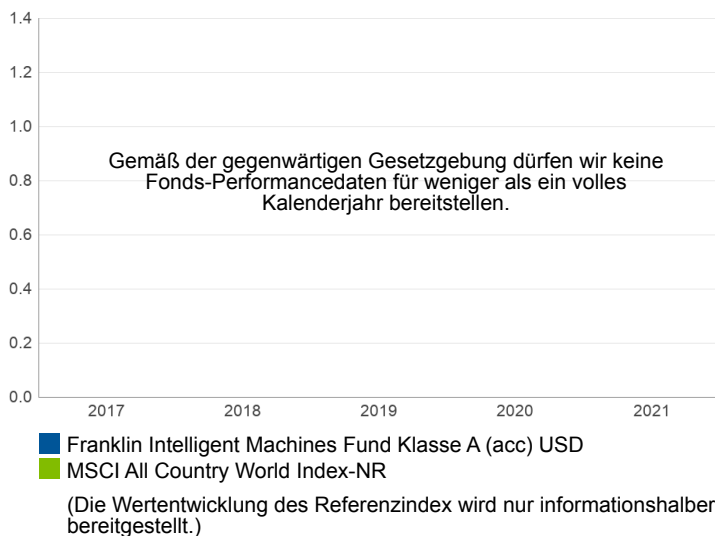 1.4
1.2
1.0
Gemäß der gegenwärtigen Gesetzgebung dürfen wir keine
Fonds-Performancedaten für weniger als ein volles
Kalenderjahr bereitstellen.
0.8
0.6
0.4
0.2
0.0
2017 2018 2019 2020 2021
Franklin Intelligent Machines Fund Klasse A (acc) USD
MSCI All Country World Index-NR
(Die Wertentwicklung des Referenzindex wird nur informationshalber
bereitgestellt.)